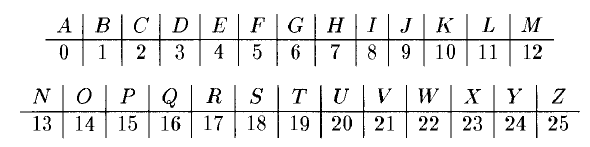 A B C D E F G H I J K L M
0 1 2 3 4 5 6 7 8 9 10 11 12
N O P Q R S T U V W X Y Z
13 14 15 16 17 18 19 20 21 22 23 24 25